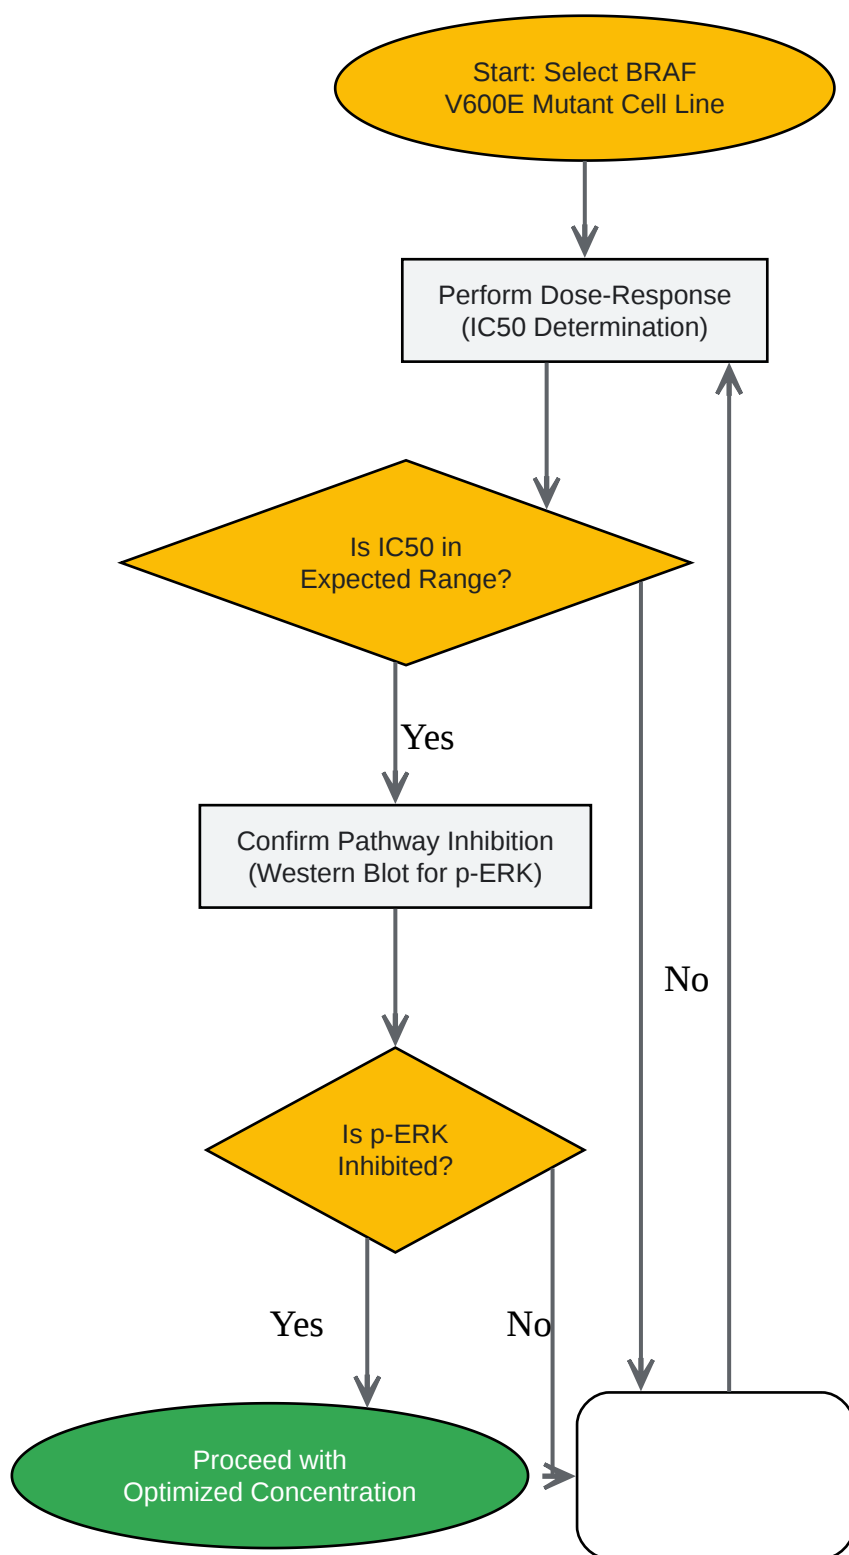 Start: Select BRAF
V600E Mutant Cell Line
Perform Dose-Response
(IC50 Determination)
Is IC50 in
Expected Range?
Yes
Confirm Pathway Inhibition
(Western Blot for p-ERK)
No
Is p-ERK
Inhibited?
Yes
No
Proceed with
Optimized Concentration